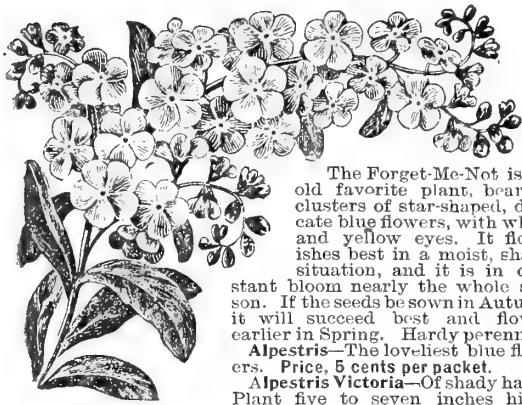 The Forget-Me-Not is
old favorite plant, bear
clusters of star-shaped, d
cate blue flowers, with wh
and yellow eyes. It flo
ishes best in a moist, sha
situation, and it is in c
stant bloom nearly the whole s
son. If the seeds be sown in Autu
it will succeed best and flow
earlier in Spring. Hardy perenn
Alpestris—The loveliest blue fl
ers. Price, 5 cents per packet.
Alpestris Victoria—Of shady ha
Plant five to seven inches hi